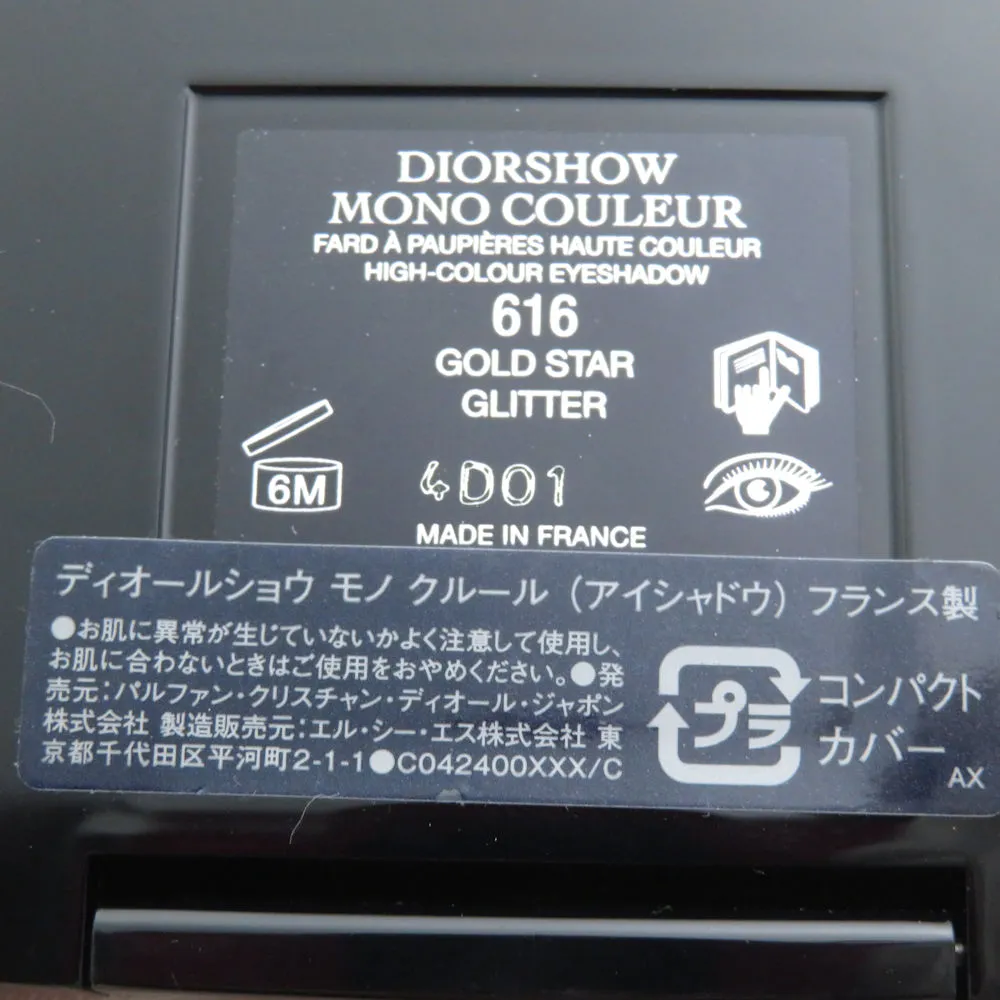 DIORSHOW
MONO COULEUR
FARD À PAUPIÈRES HAUTE COULEUR
HIGH-COLOUR EYESHADOW
616
GOLD STAR
GLITTER
6M
4D01
MADE IN FRANCE
ディオールショウ モノ クルール（アイシャドウ）フランス製
●お肌に異常が生じていないかよく注意して使用し、
お肌に合わないときはご使用をおやめください。●発
売元：パルファン・クリスチャン・ディオール・ジャポン
株式会社 製造販売元：エル・シー・エス株式会社 東
京都千代田区平河町2-1-1●C042400XXX/C
プラ
コンパクト
カバー
AX